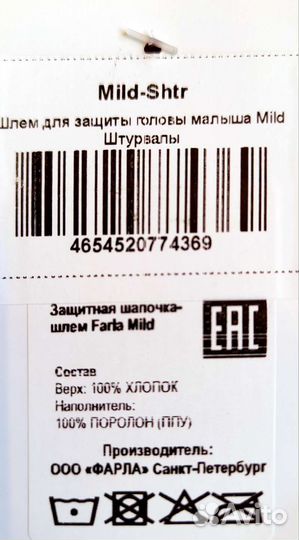 Mild-Shtr
Шлем для защиты головы малыша Mild
Штурвалы
4654520774369
Защитная шапочка-
шлем Farla Mild
EAC
Состав
Верх: 100% ХЛОПОК
Наполнитель:
100% ПОРОЛОН (ППУ)
Производитель:
ООО «ФАРЛА» Санкт-Петербург
Avito